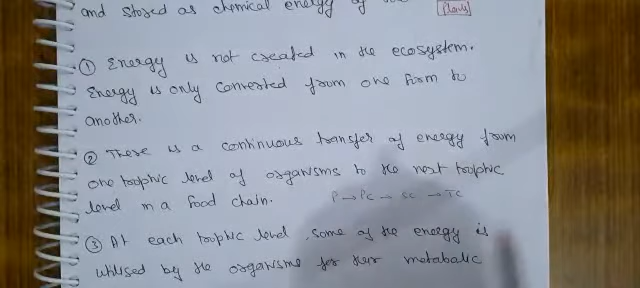 and stored as chemical energy of
Plants
① Energy is not created in the ecosystem.
Energy is only converted from one form to
another.
② There is a continuous transfer of energy from
one trophic level of organisms to the next trophic
level in a food chain. P → PC → SC → TC
③ At each trophic level, some of the energy is
utilised by the organisms for their metabolic